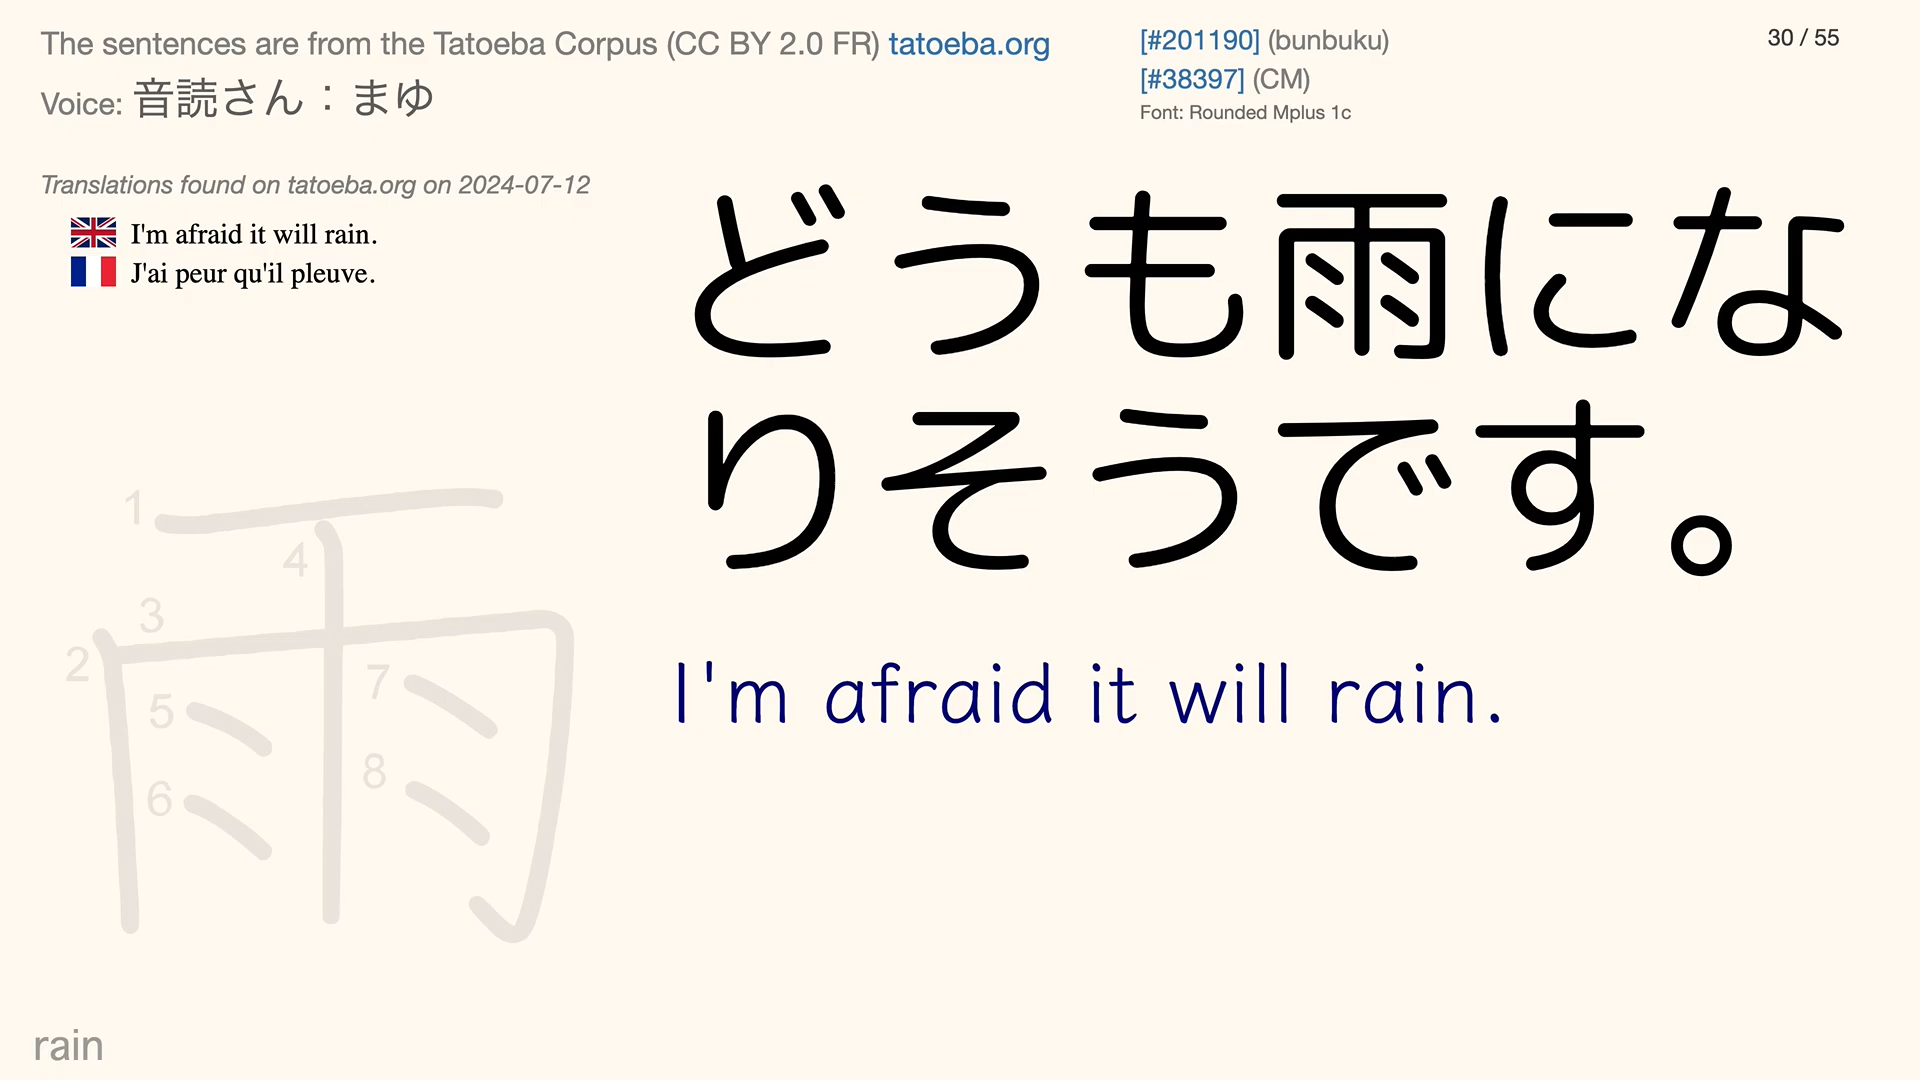 The sentences are from the Tatoeba Corpus (CC BY 2.0 FR) tatoeba.org
Voice: 音読さん：まゆ
[#201190] (bunbuku)
[#38397] (CM)
Font: Rounded Mplus 1c
30 / 55
Translations found on tatoeba.org on 2024-07-12
I'm afraid it will rain.
J'ai peur qu'il pleuve.
どうも雨にな
りそうです。
I'm afraid it will rain.
雨
1
2
3
4
5
6
7
8
rain